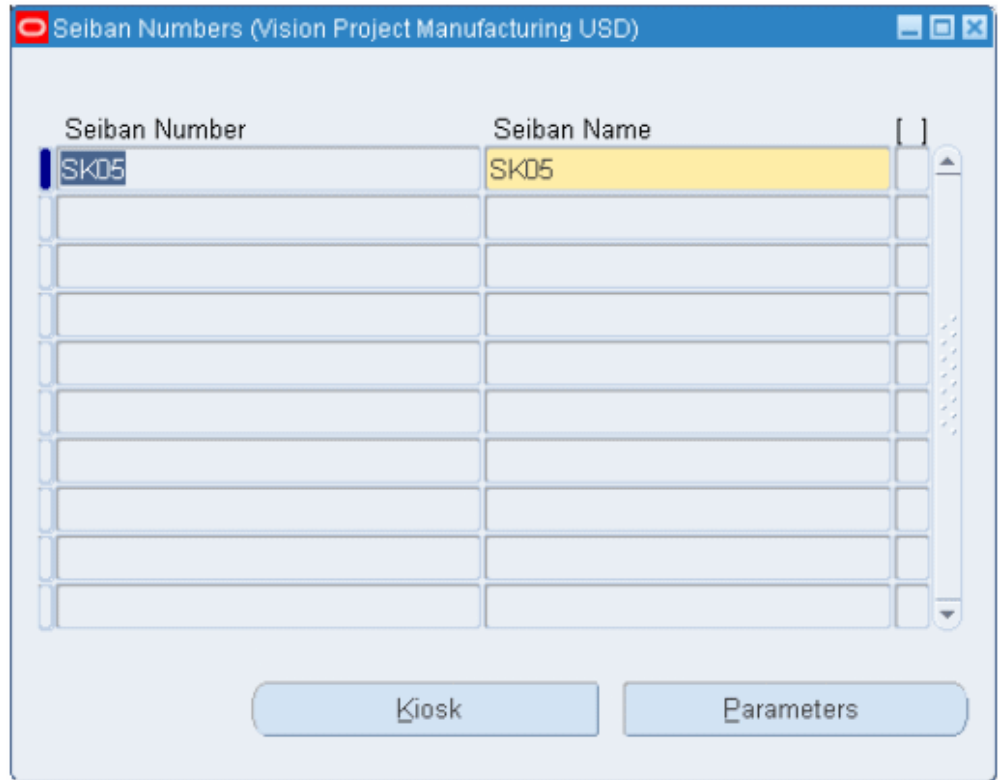 Seiban Numbers (Vision Project Manufacturing USD)
Seiban Number Seiban Name [ ]
SK05 SK05
Kiosk Parameters